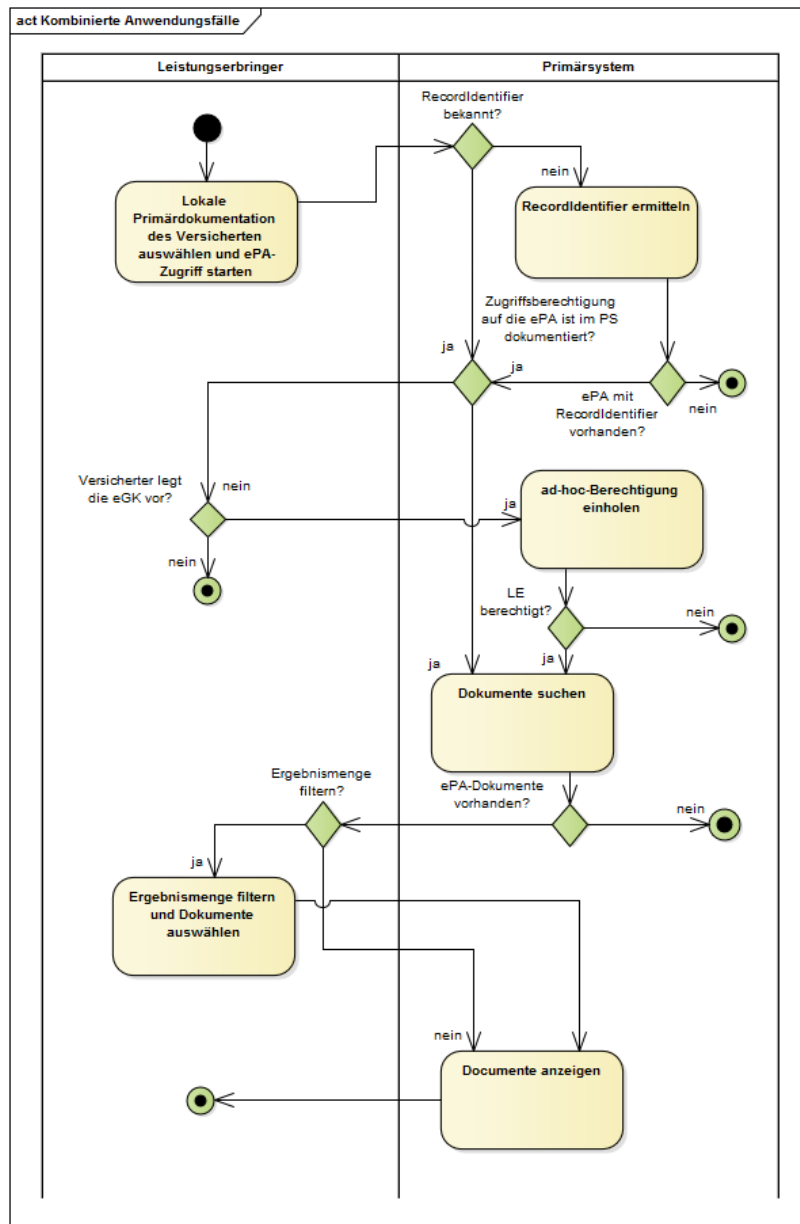 act Kombinierte Anwendungsfälle
Leistungserbringer
Primärsystem
RecordIdentifier
bekannt?
nein
Lokale
Primärdokumentation
des Versicherten
auswählen und ePA-
Zugriff starten
RecordIdentifier ermitteln
Zugriffsberechtigung
auf die ePA ist im PS
dokumentiert?
ja
ja
nein
ePA mit
RecordIdentifier
vorhanden?
Versicherter legt
die eGK vor?
nein
ja
ad-hoc-Berechtigung
einholen
nein
LE
berechtigt?
nein
ja
ja
Dokumente suchen
Ergebnismenge
filtern?
ePA-Dokumente
vorhanden?
nein
ja
Ergebnismenge filtern
und Dokumente
auswählen
nein
Documente anzeigen